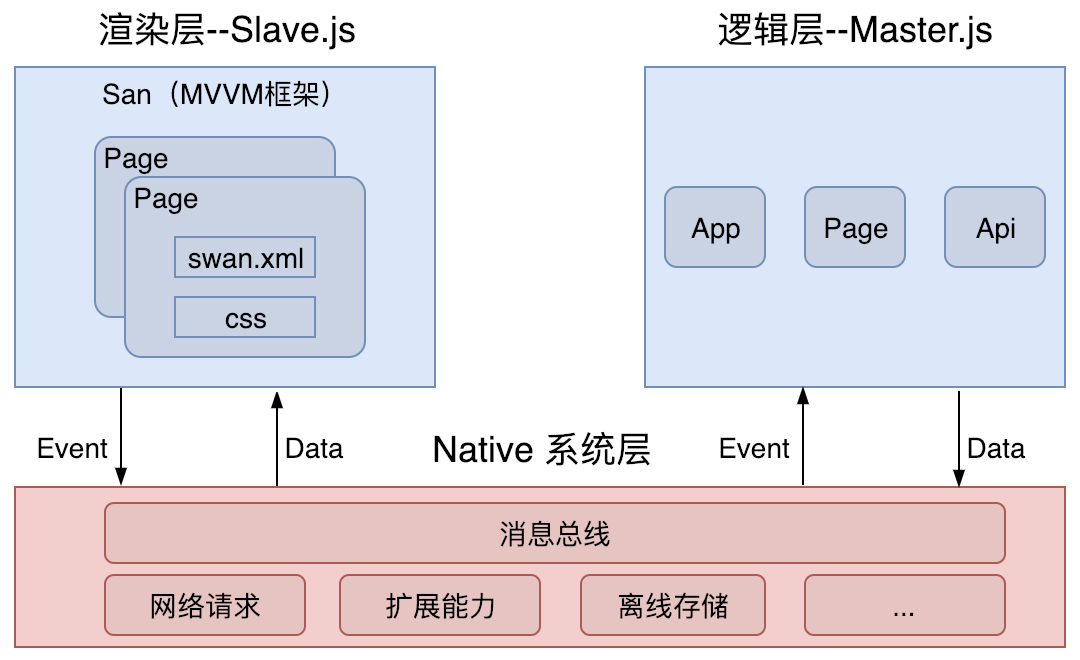 渲染层--Slave.js
逻辑层--Master.js
San（MVVM框架）
Page
Page
swan.xml
css
App
Page
Api
Event
Data
Native 系统层
Event
Data
消息总线
网络请求
扩展能力
离线存储
...